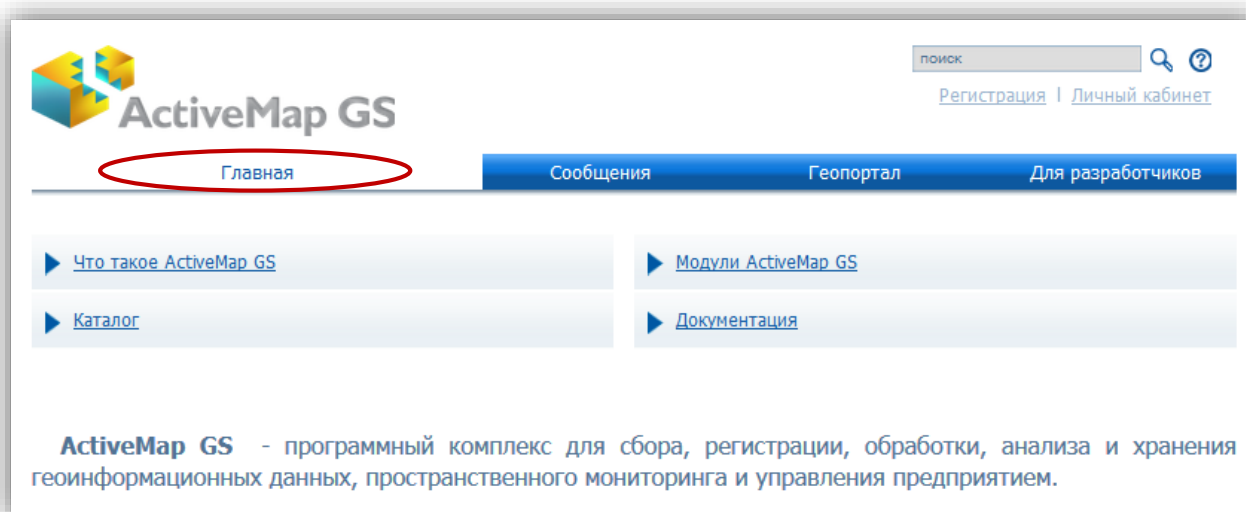 поиск
Регистрация | Личный кабинет
ActiveMap GS
Главная Сообщения Геопортал Для разработчиков
Что такое ActiveMap GS Модули ActiveMap GS
Каталог Документация
ActiveMap GS - программный комплекс для сбора, регистрации, обработки, анализа и хранения
геоинформационных данных, пространственного мониторинга и управления предприятием.